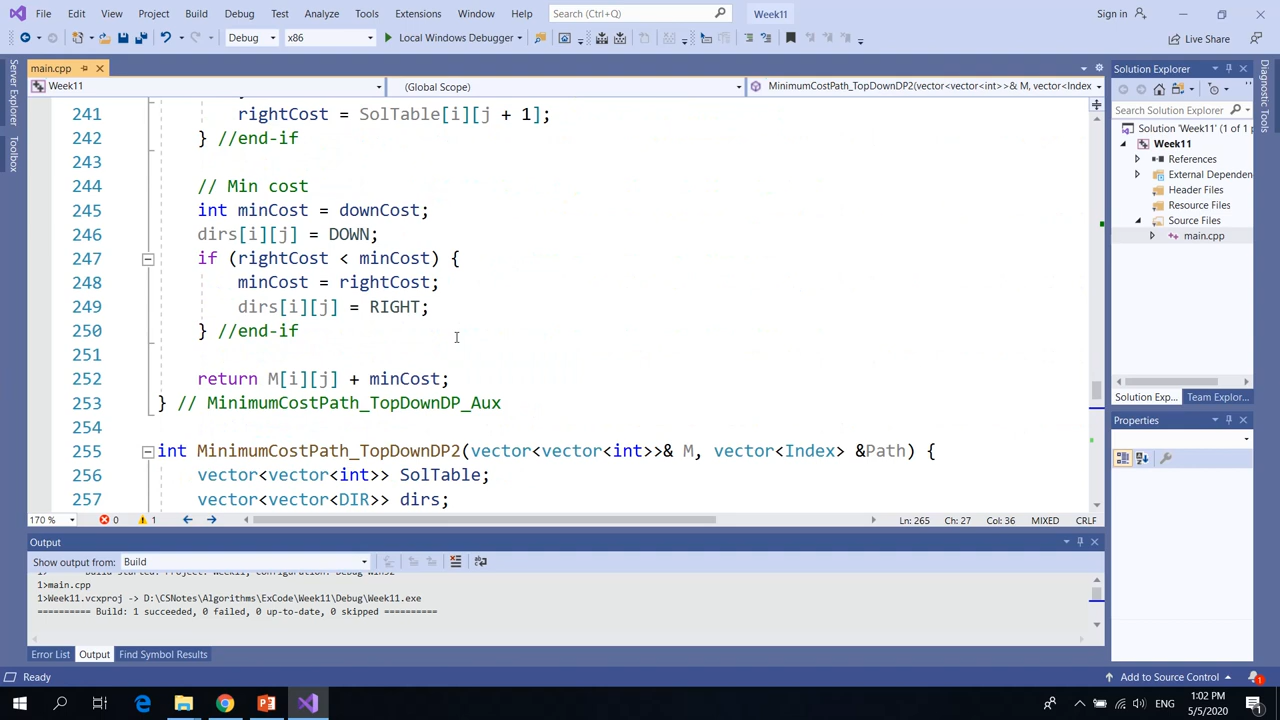 File Edit View Project Build Debug Test Analyze Tools Extensions Window Help Search (Ctrl+Q) Week11 Sign in
Debug x86 Local Windows Debugger Live Share
main.cpp
Week11 (Global Scope) MinimumCostPath_TopDownDP2(vector<vector<int>>& M, vector<Index
Server Explorer
Toolbox
241 rightCost = SolTable[i][j + 1];
242 } //end-if
243
244 // Min cost
245 int minCost = downCost;
246 dirs[i][j] = DOWN;
247 if (rightCost < minCost) {
248 minCost = rightCost;
249 dirs[i][j] = RIGHT;
250 } //end-if
251
252 return M[i][j] + minCost;
253 } // MinimumCostPath_TopDownDP_Aux
254
255 int MinimumCostPath_TopDownDP2(vector<vector<int>>& M, vector<Index> &Path) {
256 vector<vector<int>> SolTable;
257 vector<vector<DIR>> dirs;
170 % 0 1 Ln: 265 Ch: 27 Col: 36 MIXED CRLF
Solution Explorer
Search Solution Explorer
Solution 'Week11' (1 of 1 p
Week11
References
External Dependen
Header Files
Resource Files
Source Files
main.cpp
Solution Exp... Team Explor...
Properties
Diagnostic Tools
Output
Show output from: Build
1>main.cpp
1>Week11.vcxproj -> D:\CSNotes\Algorithms\ExCode\Week11\Debug\Week11.exe
========== Build: 1 succeeded, 0 failed, 0 up-to-date, 0 skipped ==========
Error List Output Find Symbol Results
Ready Add to Source Control 1
ENG 1:02 PM
5/5/2020 1